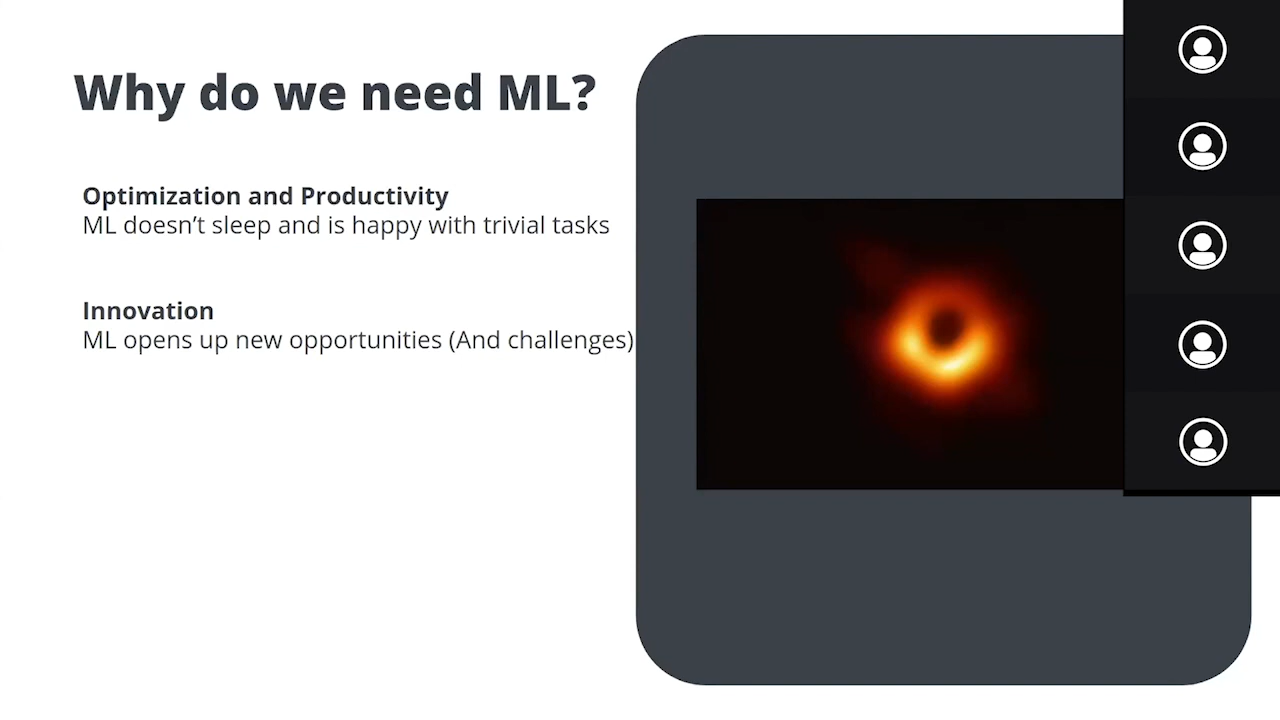 Why do we need ML?
Optimization and Productivity
ML doesn’t sleep and is happy with trivial tasks
Innovation
ML opens up new opportunities (And challenges)